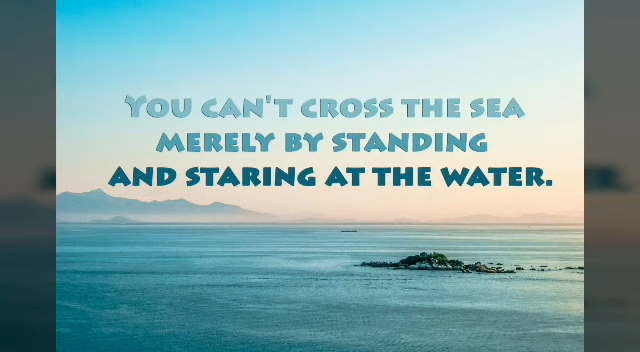 You can't cross the sea
merely by standing
and staring at the water.